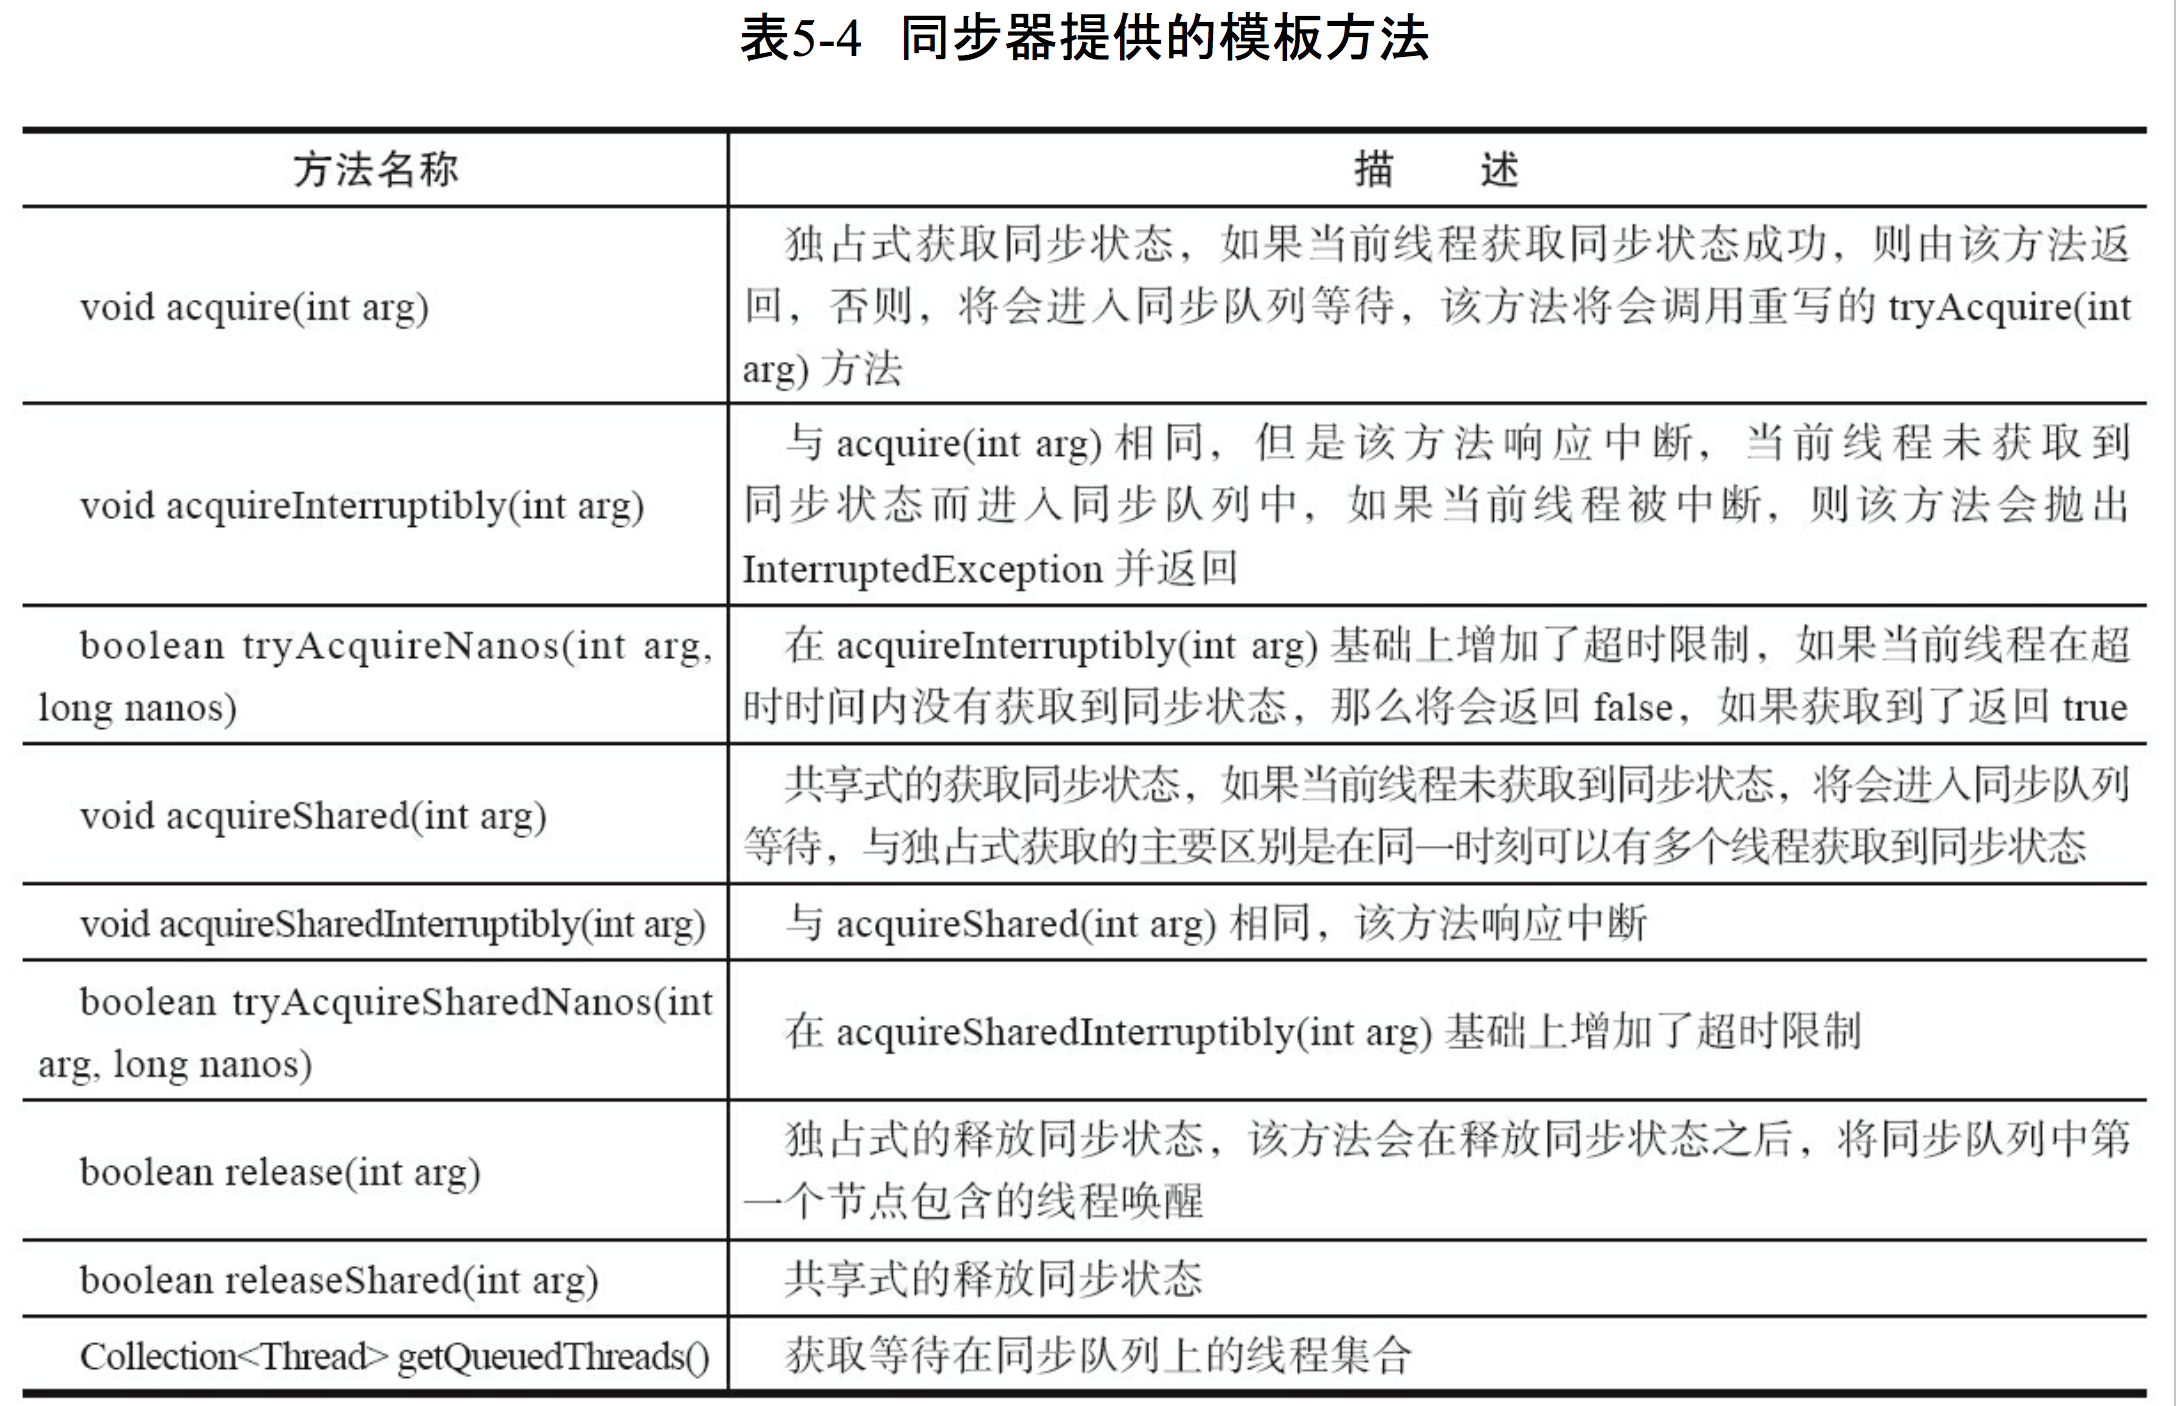 表5-4 同步器提供的模板方法
方法名称
描 述
void acquire(int arg)
独占式获取同步状态，如果当前线程获取同步状态成功，则由该方法返
回，否则，将会进入同步队列等待，该方法将会调用重写的 tryAcquire(int
arg) 方法
void acquireInterruptibly(int arg)
与 acquire(int arg) 相同，但是该方法响应中断，当前线程未获取到
同步状态而进入同步队列中，如果当前线程被中断，则该方法会抛出
InterruptedException 并返回
boolean tryAcquireNanos(int arg,
long nanos)
在 acquireInterruptibly(int arg) 基础上增加了超时限制，如果当前线程在超
时时间内没有获取到同步状态，那么将会返回 false，如果获取到了返回 true
void acquireShared(int arg)
共享式的获取同步状态，如果当前线程未获取到同步状态，将会进入同步队列
等待，与独占式获取的主要区别是在同一时刻可以有多个线程获取到同步状态
void acquireSharedInterruptibly(int arg)
与 acquireShared(int arg) 相同，该方法响应中断
boolean tryAcquireSharedNanos(int
arg, long nanos)
在 acquireSharedInterruptibly(int arg) 基础上增加了超时限制
boolean release(int arg)
独占式的释放同步状态，该方法会在释放同步状态之后，将同步队列中第
一个节点包含的线程唤醒
boolean releaseShared(int arg)
共享式的释放同步状态
Collection<Thread> getQueuedThreads()
获取等待在同步队列上的线程集合